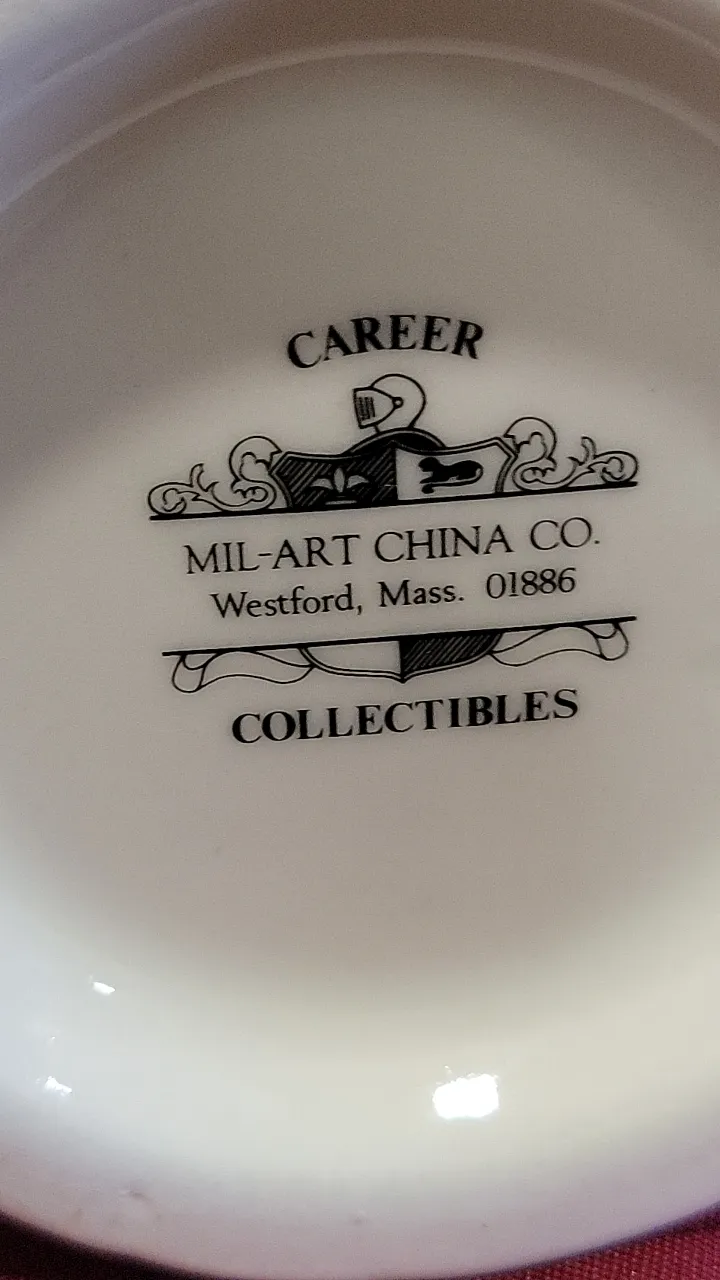 CAREER
MIL-ART CHINA CO.
Westford, Mass. 01886
COLLECTIBLES